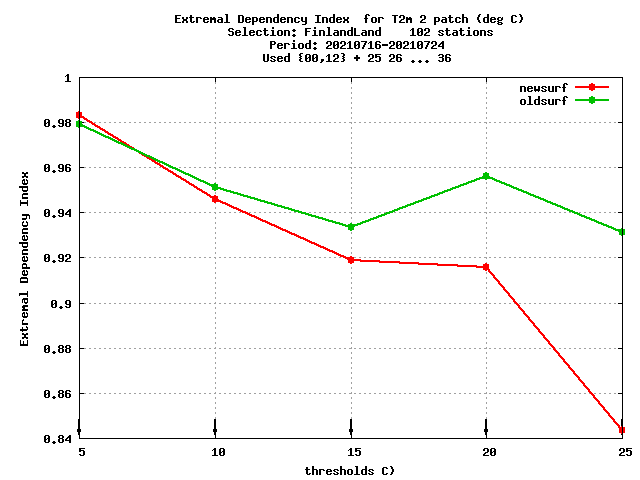 Extremal Dependency Index  for T2m 2 patch (deg C)
Selection: FinlandLand    102 stations
Period: 20210716-20210724
Used {00,12} + 25 26 ... 36
newsurf
oldsurf
Extremal Dependency Index
1
0.98
0.96
0.94
0.92
0.9
0.88
0.86
0.84
5 10 15 20 25
thresholds C)